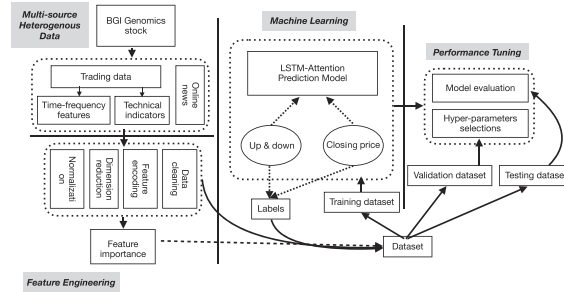 Multi-source
Heterogenous
Data
BGI Genomics
stock
Trading data
Time-frequency
features
Technical
indicators
Online
news
Normalizati
on
Dimension
reduction
Feature
encoding
Data
cleaning
Feature
importance
Feature Engineering
Machine Learning
LSTM-Attention
Prediction Model
Up & down
Closing price
Labels
Training dataset
Dataset
Performance Tuning
Model evaluation
Hyper-parameters
selections
Validation dataset
Testing dataset